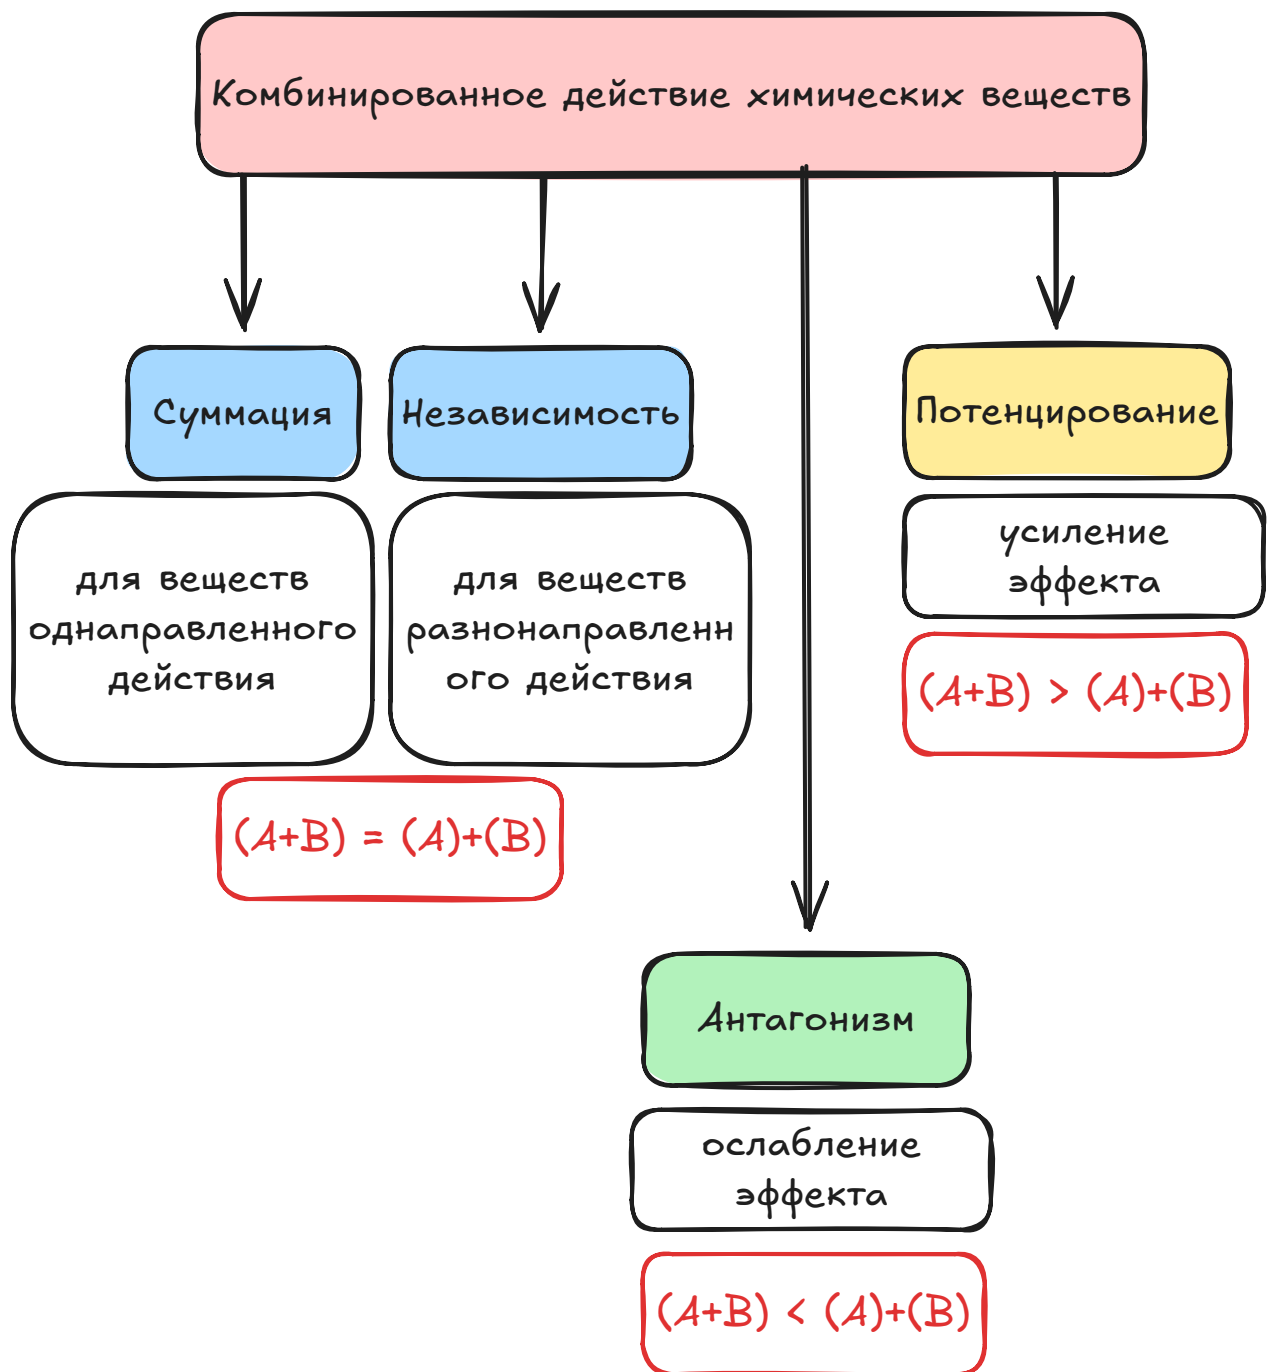 Комбинированное действие химических веществ
Суммация
Независимость
Потенцирование
для веществ
однаправленного
действия
для веществ
разнонаправленн
ого действия
усиление
эффекта
(A+B) > (A)+(B)
(A+B) = (A)+(B)
Антагонизм
ослабление
эффекта
(A+B) < (A)+(B)